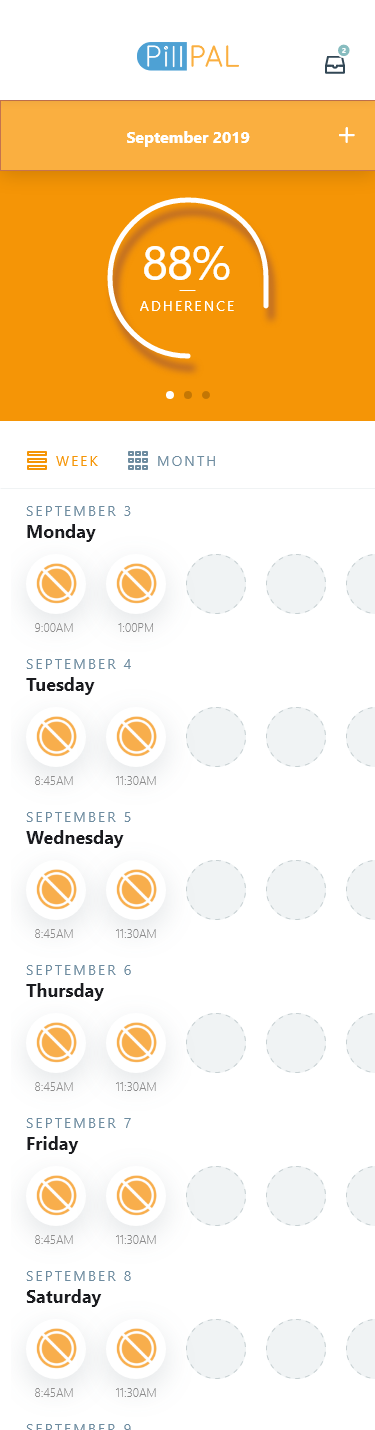 PillPAL
2
September 2019
88%
ADHERENCE
WEEK
MONTH
SEPTEMBER 3
Monday
9:00AM
1:00PM
SEPTEMBER 4
Tuesday
8:45AM
11:30AM
SEPTEMBER 5
Wednesday
8:45AM
11:30AM
SEPTEMBER 6
Thursday
8:45AM
11:30AM
SEPTEMBER 7
Friday
8:45AM
11:30AM
SEPTEMBER 8
Saturday
8:45AM
11:30AM
SEPTEMBER 9